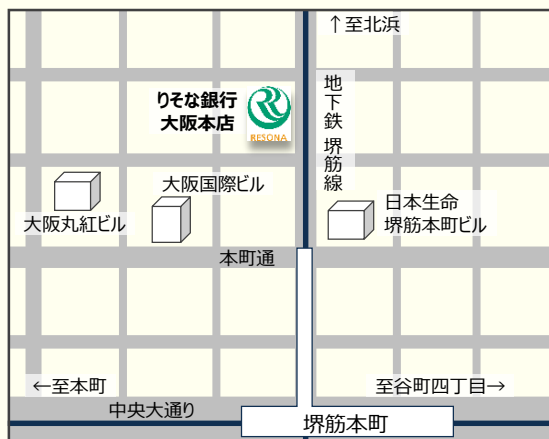 ↑至北浜
地下鉄 堺筋線
りそな銀行
大阪本店
RESONA
大阪国際ビル
大阪丸紅ビル
日本生命
堺筋本町ビル
本町通
←至本町
至谷町四丁目→
中央大通り
堺筋本町